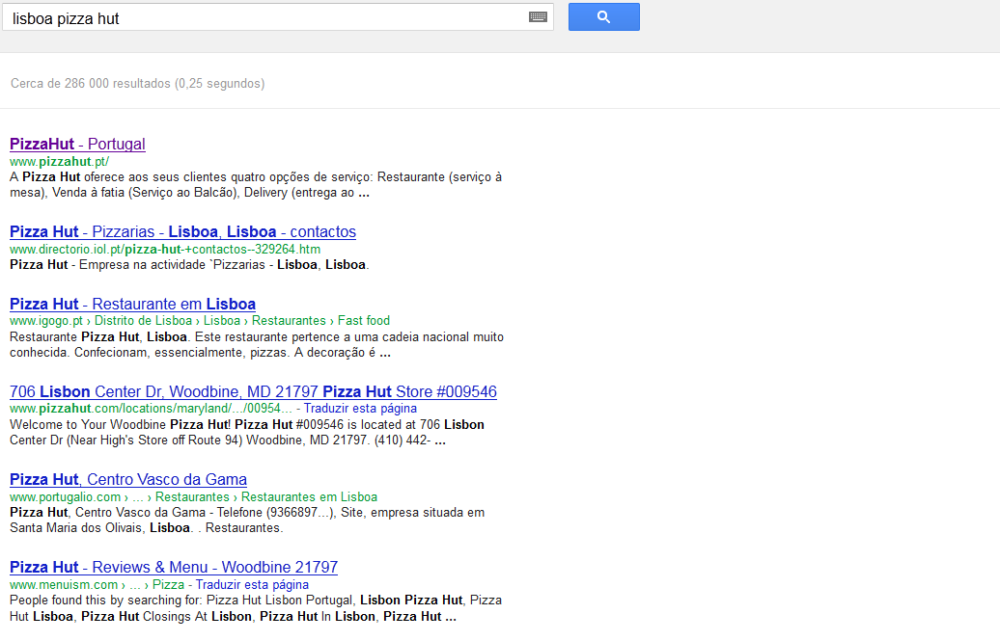 lisboa pizza hut
Cerca de 286 000 resultados (0,25 segundos)
PizzaHut - Portugal
www.pizzahut.pt/
A Pizza Hut oferece aos seus clientes quatro opções de serviço: Restaurante (serviço à
mesa), Venda à fatia (Serviço ao Balcão), Delivery (entrega ao ...
Pizza Hut - Pizzarias - Lisboa, Lisboa - contactos
www.directorio.iol.pt/pizza-hut-+contactos--329264.htm
Pizza Hut - Empresa na actividade `Pizzarias - Lisboa, Lisboa.
Pizza Hut - Restaurante em Lisboa
www.igogo.pt › Distrito de Lisboa › Lisboa › Restaurantes › Fast food
Restaurante Pizza Hut, Lisboa. Este restaurante pertence a uma cadeia nacional muito
conhecida. Confecionam, essencialmente, pizzas. A decoração é ...
706 Lisbon Center Dr, Woodbine, MD 21797 Pizza Hut Store #009546
www.pizzahut.com/locations/maryland/.../00954... - Traduzir esta página
Welcome to Your Woodbine Pizza Hut! Pizza Hut #009546 is located at 706 Lisbon
Center Dr (Near High's Store off Route 94) Woodbine, MD 21797. (410) 442- ...
Pizza Hut, Centro Vasco da Gama
www.portugalio.com › ... › Restaurantes › Restaurantes em Lisboa
Pizza Hut, Centro Vasco da Gama - Telefone (9366897...), Site, empresa situada em
Santa Maria dos Olivais, Lisboa. . Restaurantes.
Pizza Hut - Reviews & Menu - Woodbine 21797
www.menuism.com › ... › Pizza - Traduzir esta página
People found this by searching for: Pizza Hut Lisbon Portugal, Lisbon Pizza Hut, Pizza
Hut Lisboa, Pizza Hut Closings At Lisbon, Pizza Hut In Lisbon, Pizza Hut ...